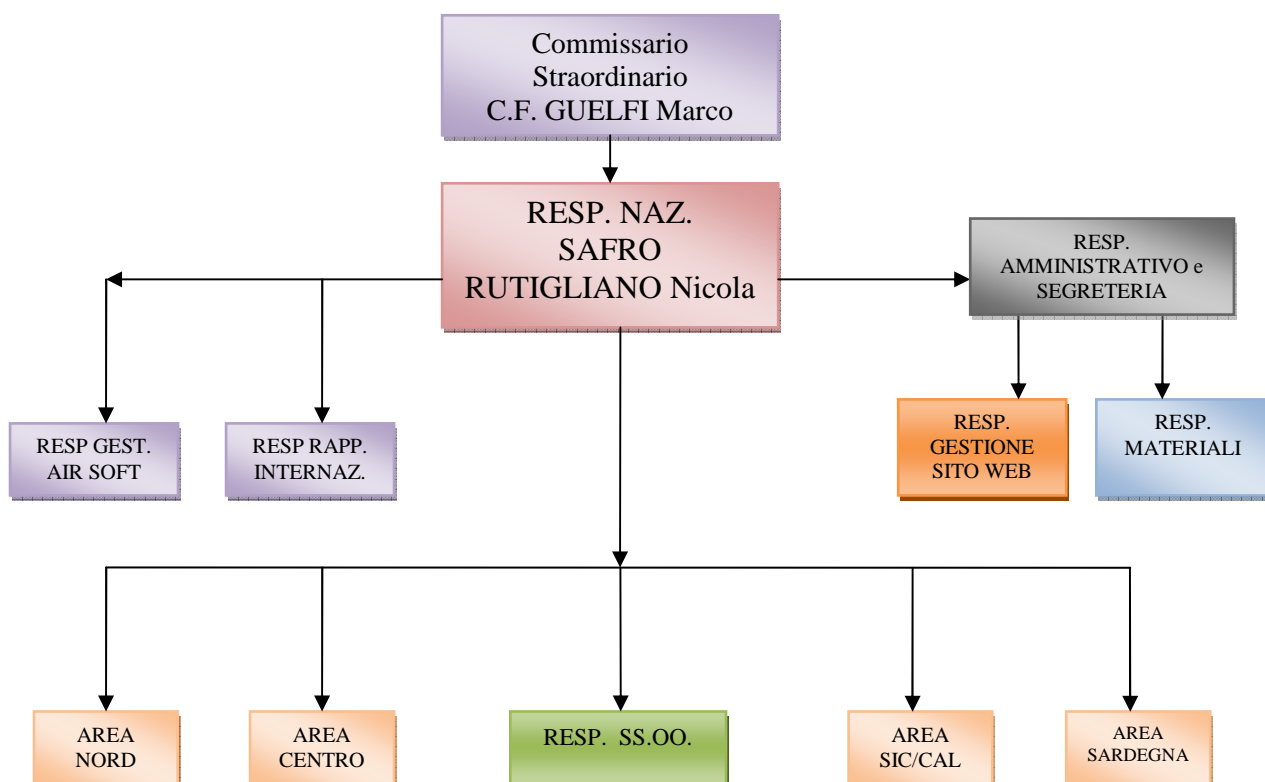 Commissario
Straordinario
C.F. GUELFI Marco
RESP. NAZ.
SAFRO
RUTIGLIANO Nicola
RESP.
AMMINISTRATIVO e
SEGRETERIA
RESP GEST.
AIR SOFT
RESP RAPP.
INTERNAZ.
RESP.
GESTIONE
SITO WEB
RESP.
MATERIALI
AREA
NORD
AREA
CENTRO
RESP. SS.OO.
AREA
SIC/CAL
AREA
SARDEGNA